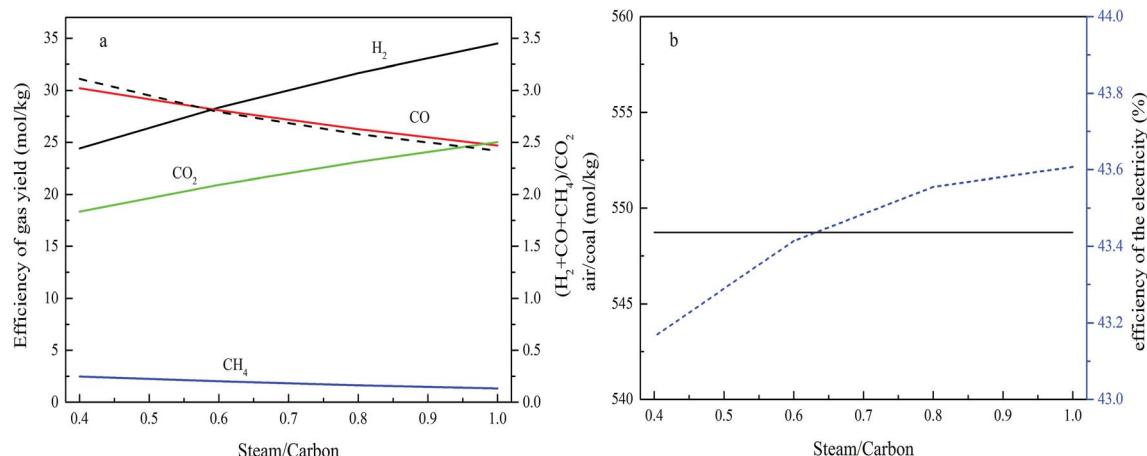 a
H2
CO
CO2
CH4
35
30
25
20
15
10
5
0
3.5
3.0
2.5
2.0
1.5
1.0
0.5
0.0
0.4 0.5 0.6 0.7 0.8 0.9 1.0
Steam/Carbon
Efficiency of gas yield (mol/kg)
(H2+CO+CH4)/CO2
b
560
555
550
545
540
44.0
43.8
43.6
43.4
43.2
43.0
0.4 0.5 0.6 0.7 0.8 0.9 1.0
Steam/Carbon
air/coal (mol/kg)
efficiency of the electricity (%)